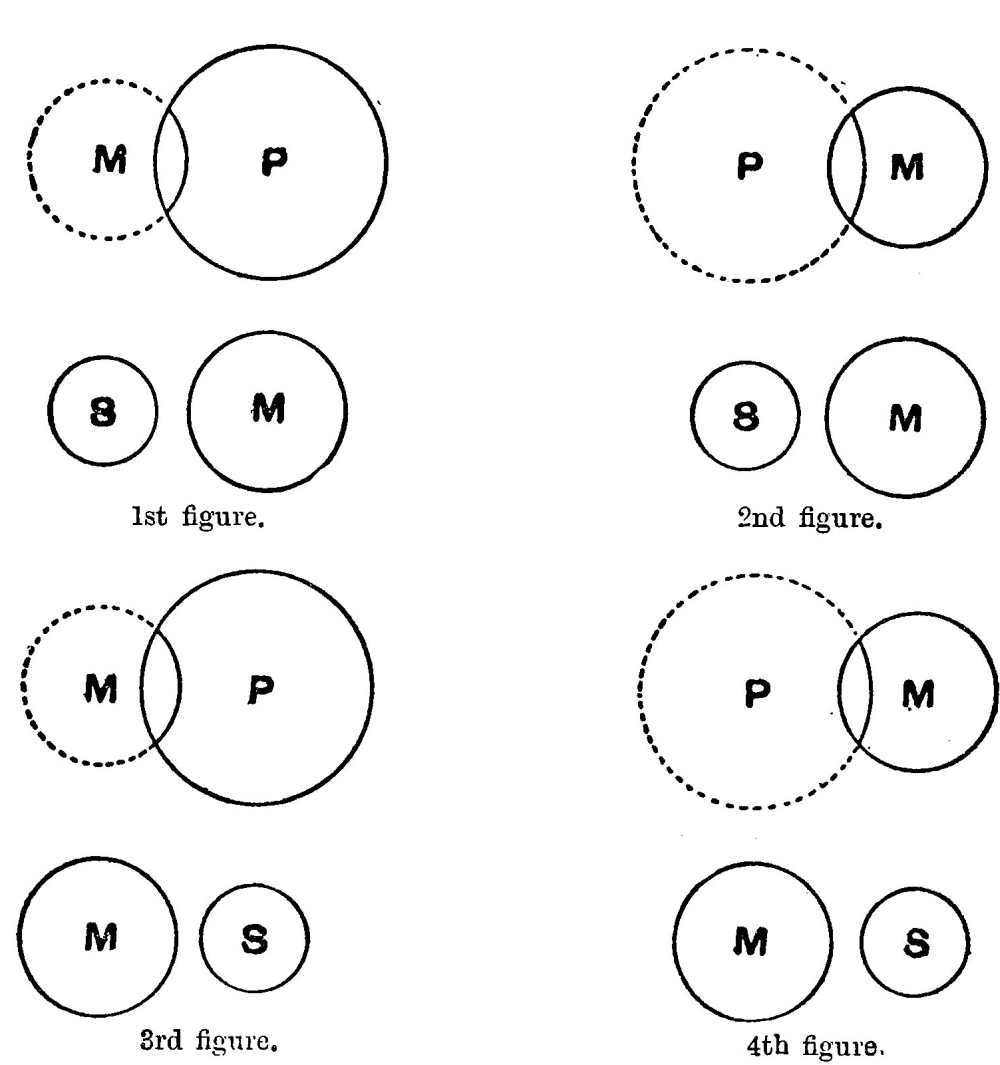 M P
P M
S M
S M
1st figure.
2nd figure.
M P
P M
M S
M S
3rd figure.
4th figure.